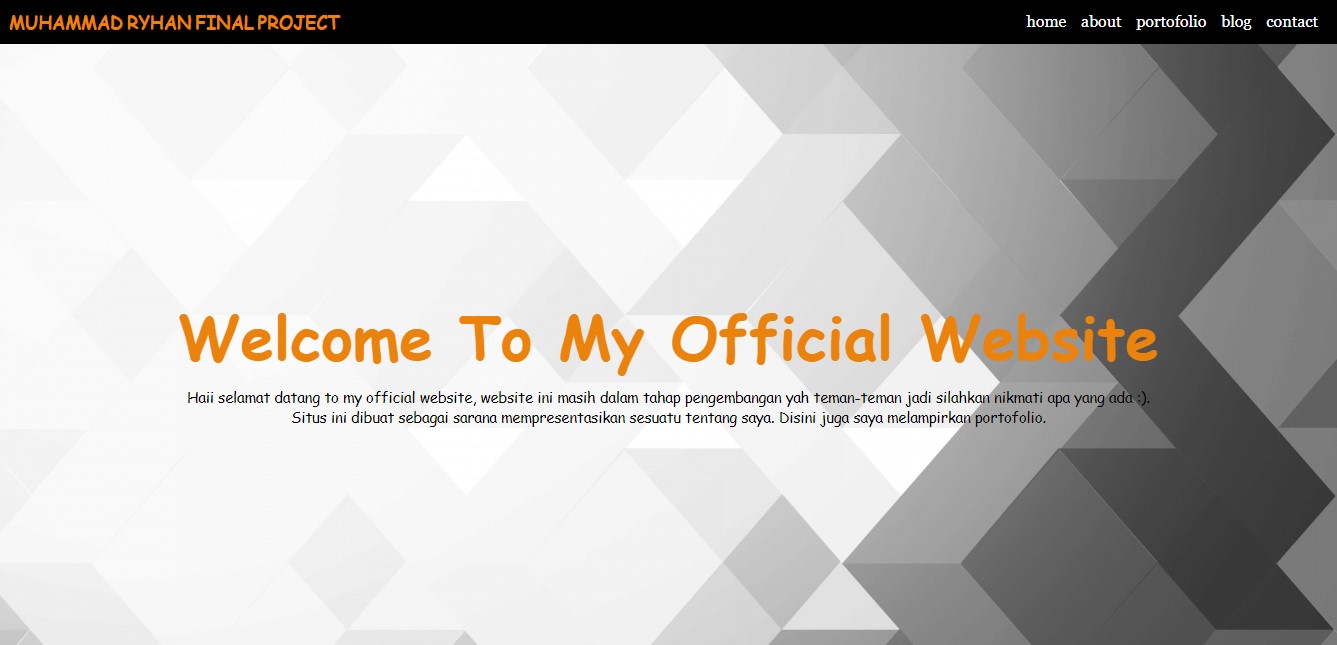 MUHAMMAD RYHAN FINAL PROJECT
home about portofolio blog contact
Welcome To My Official Website
Haii selamat datang to my official website, website ini masih dalam tahap pengembangan yah teman-teman jadi silahkan nikmati apa yang ada :).
Situs ini dibuat sebagai sarana mempresentasikan sesuatu tentang saya. Disini juga saya melampirkan portofolio.